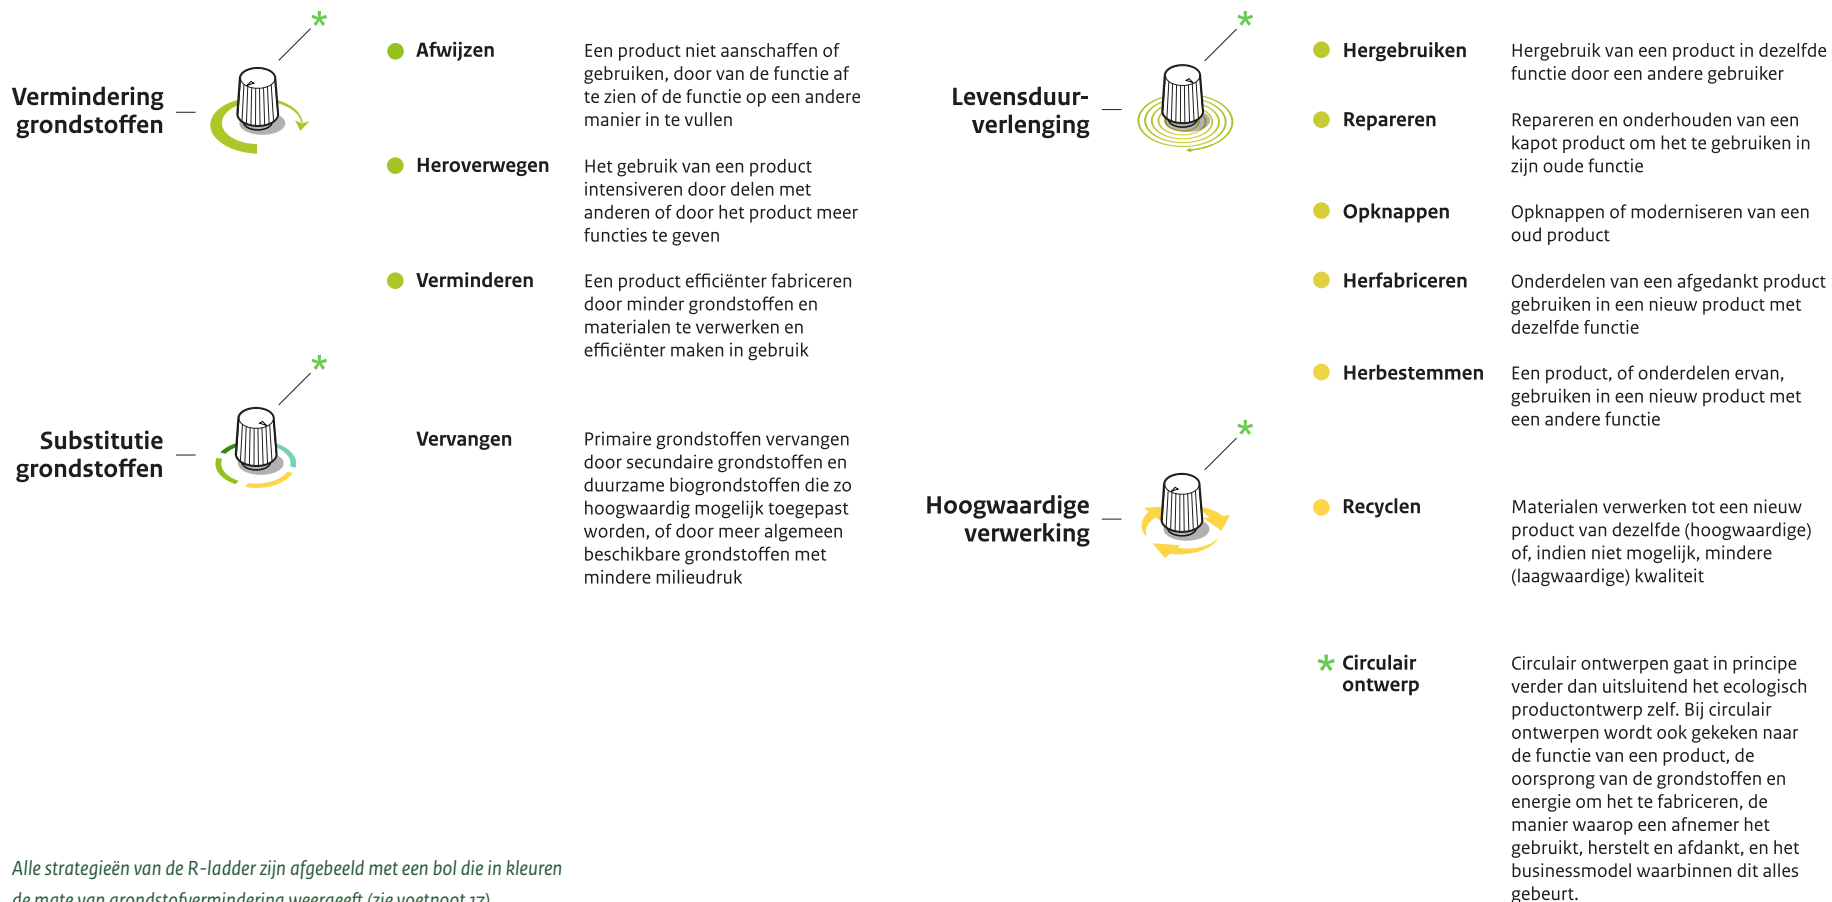 Vermindering
grondstoffen
*
Afwijzen
Een product niet aanschaffen of
gebruiken, door van de functie af
te zien of de functie op een andere
manier in te vullen
Heroverwegen
Het gebruik van een product
intensiveren door delen met
anderen of door het product meer
functies te geven
Verminderen
Een product efficiënter fabriceren
door minder grondstoffen en
materialen te verwerken en
efficiënter maken in gebruik
Substitutie
grondstoffen
*
Vervangen
Primaire grondstoffen vervangen
door secundaire grondstoffen en
duurzame biogrondstoffen die zo
hoogwaardig mogelijk toegepast
worden, of door meer algemeen
beschikbare grondstoffen met
mindere milieudruk
Levensduur-
verlenging
*
Hergebruiken
Hergebruik van een product in dezelfde
functie door een andere gebruiker
Repareren
Repareren en onderhouden van een
kapot product om het te gebruiken in
zijn oude functie
Opknappen
Opknappen of moderniseren van een
oud product
Herfabriceren
Onderdelen van een afgedankt product
gebruiken in een nieuw product met
dezelfde functie
Herbestemmen
Een product, of onderdelen ervan,
gebruiken in een nieuw product met
een andere functie
Hoogwaardige
verwerking
*
Recyclen
Materialen verwerken tot een nieuw
product van dezelfde (hoogwaardige)
of, indien niet mogelijk, mindere
(laagwaardige) kwaliteit
* Circulair
ontwerp
Circulair ontwerpen gaat in principe
verder dan uitsluitend het ecologisch
productontwerp zelf. Bij circulair
ontwerpen wordt ook gekeken naar
de functie van een product, de
oorsprong van de grondstoffen en
energie om het te fabriceren, de
manier waarop een afnemer het
gebruikt, herstelt en afdankt, en het
businessmodel waarbinnen dit alles
gebeurt.
Alle strategieën van de R-ladder zijn afgebeeld met een bol die in kleuren
de mate van grondstofvermindering weergeeft (zie voetnoot 17)